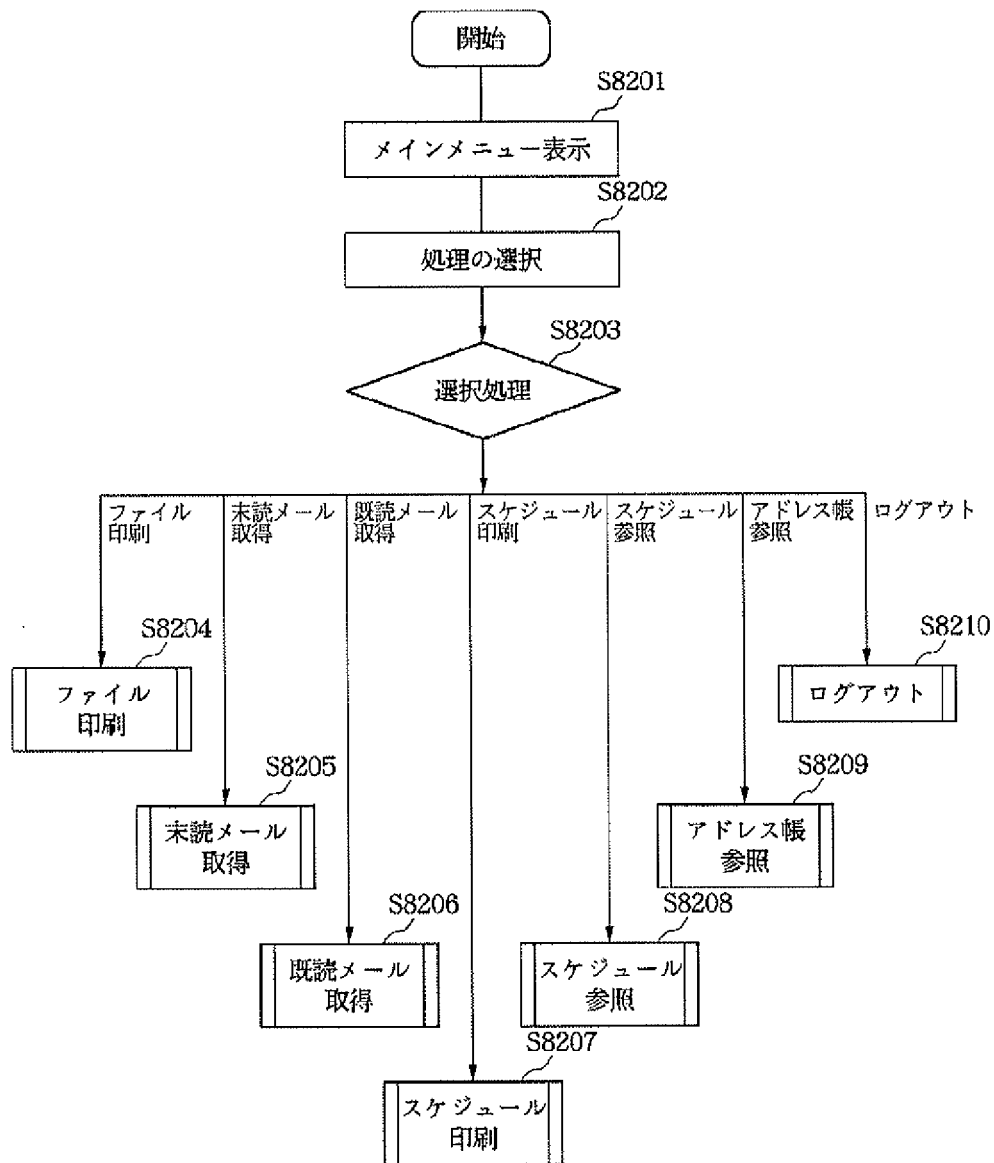 開始
S8201
メインメニュー表示
S8202
処理の選択
S8203
選択処理
ファイル
印刷
末読メール
取得
既読メール
取得
スケジュール
印刷
スケジュール
参照
アドレス帳
参照
ログアウト
S8204
ファイル
印刷
S8210
ログアウト
S8205
末読メール
取得
S8209
アドレス帳
参照
S8206
既読メール
取得
S8208
スケジュール
参照
S8207
スケジュール
印刷